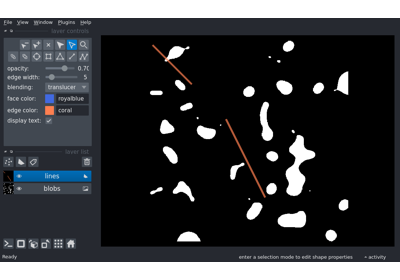 File View Window Plugins Help
layer controls
opacity: 0.70
edge width: 5
blending: translucer
face color: royalblue
edge color: coral
display text:
layer list
lines
blobs
Ready enter a selection mode to edit shape properties activity